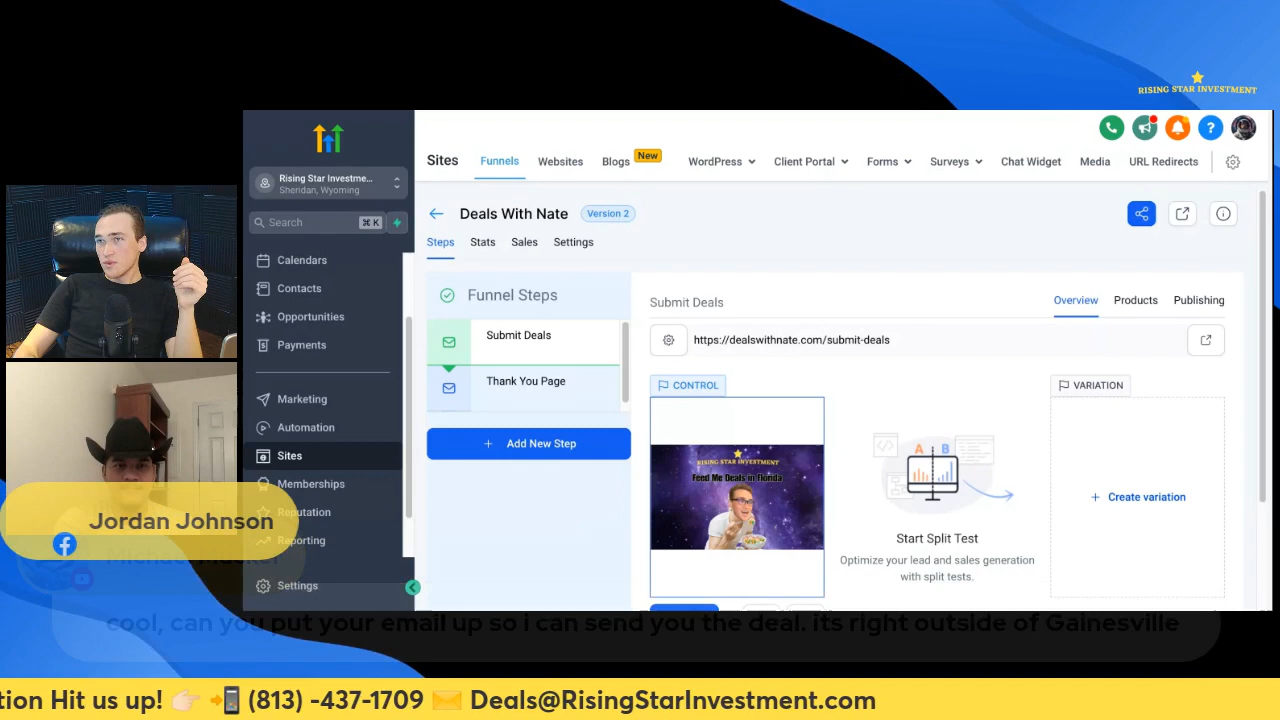 RISING STAR INVESTMENT
Rising Star Investme...
Sheridan, Wyoming
Search
⌘ K
Calendars
Contacts
Opportunities
Payments
Marketing
Automation
Sites
Memberships
Reputation
Reporting
Settings
Sites
Funnels
Websites
Blogs
New
WordPress
Client Portal
Forms
Surveys
Chat Widget
Media
URL Redirects
Deals With Nate
Version 2
Steps
Stats
Sales
Settings
Funnel Steps
Submit Deals
Thank You Page
+ Add New Step
Submit Deals
Overview
Products
Publishing
https://dealswithnate.com/submit-deals
CONTROL
RISING STAR INVESTMENT
Feed Me Deals in Florida
A B
Start Split Test
Optimize your lead and sales generation
with split tests.
VARIATION
+ Create variation
Jordan Johnson
cool, can you put your email up so i can send you the deal. its right outside of Gainesville
tion Hit us up! 👉🏻 📲 (813) -437-1709 ✉️ Deals@RisingStarInvestment.com